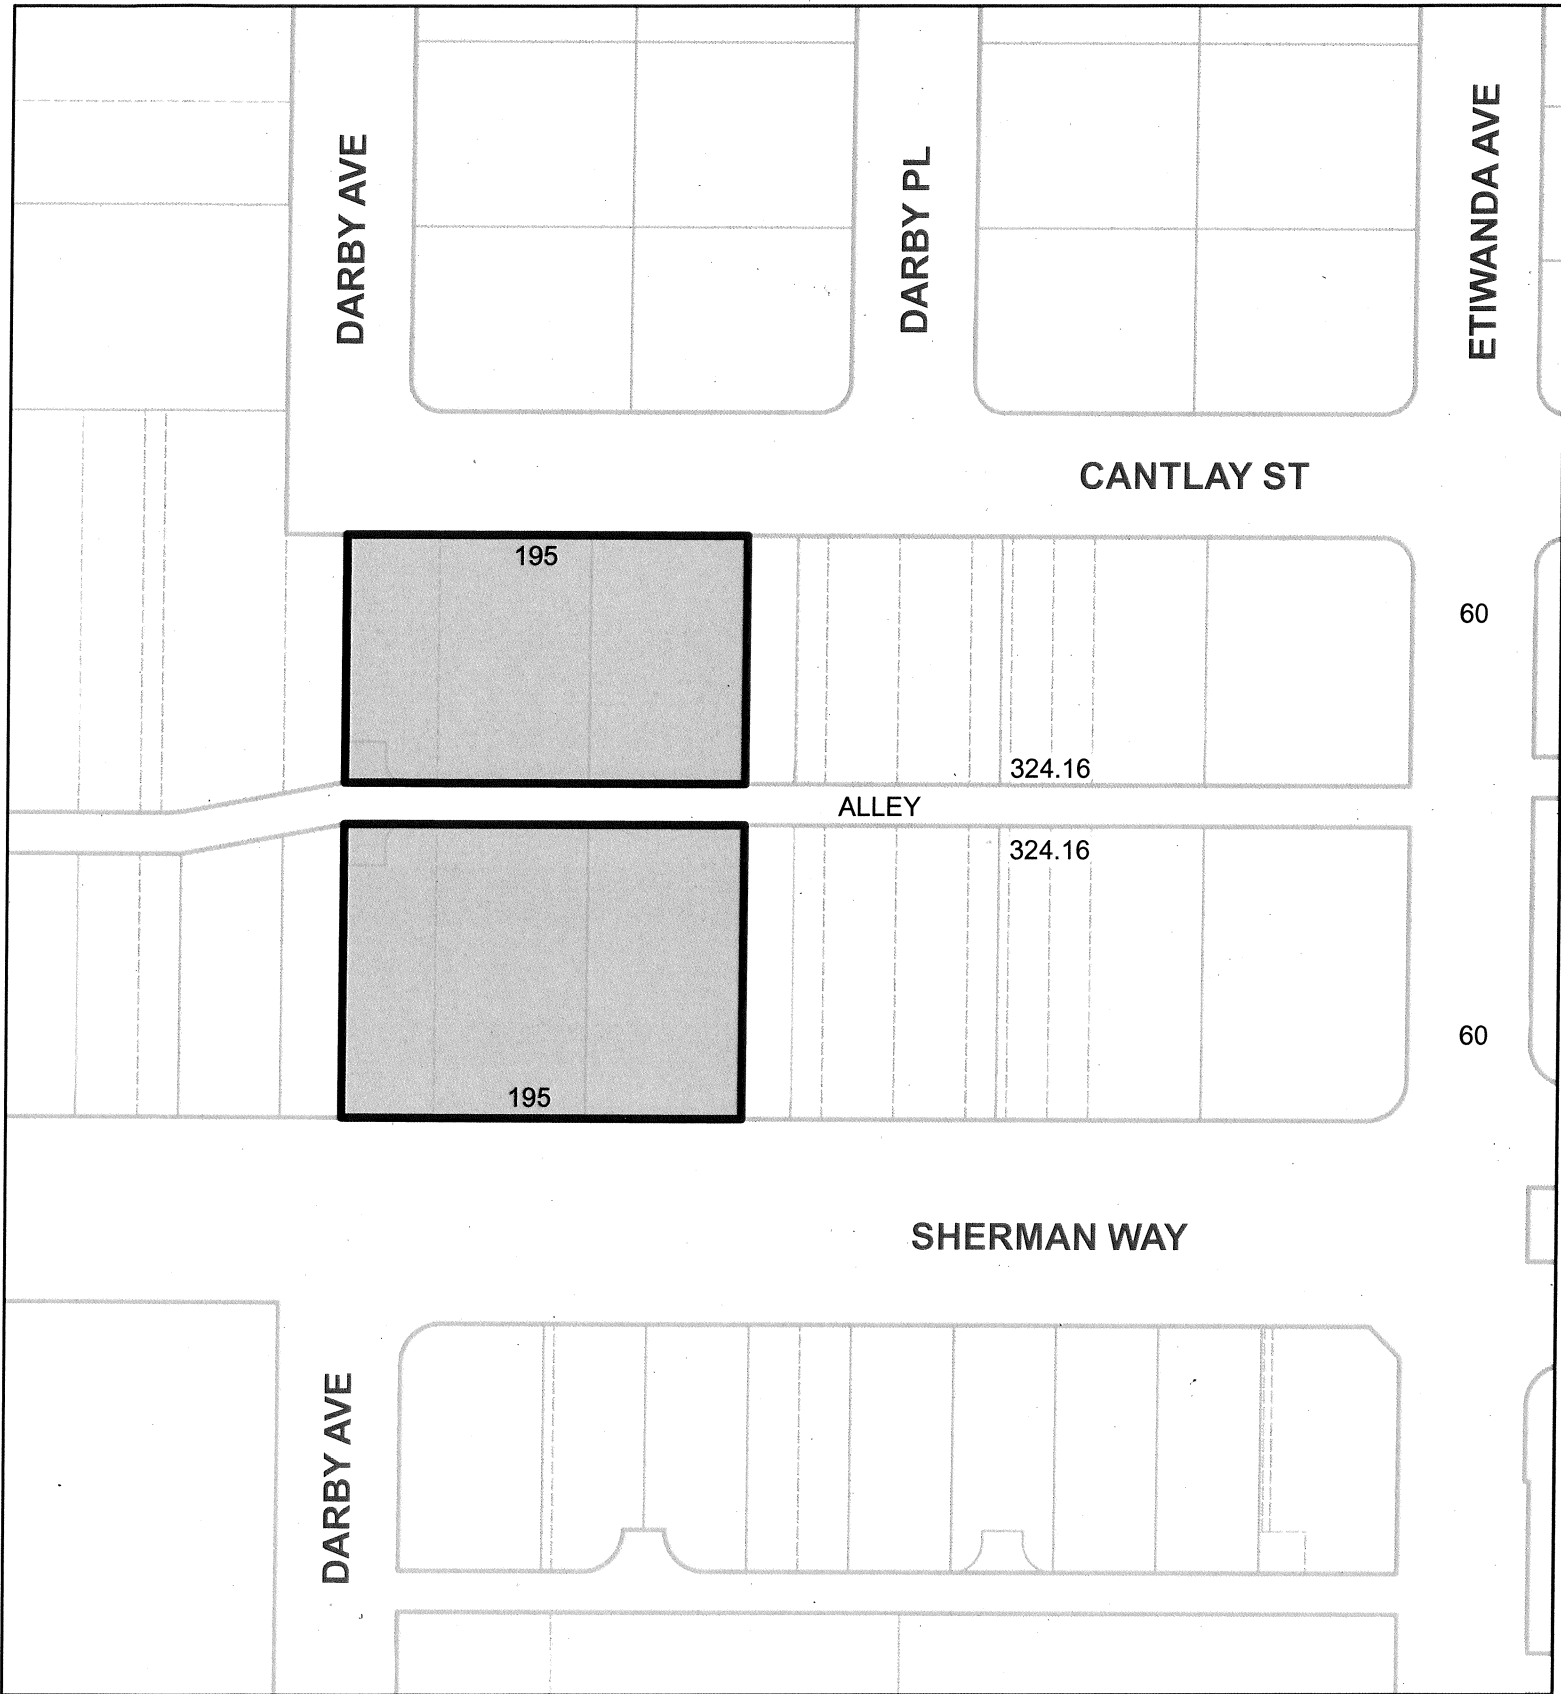 DARBY AVE
DARBY PL
ETIWANDA AVE
CANTLAY ST
195
60
324.16
ALLEY
324.16
60
195
SHERMAN WAY
DARBY AVE